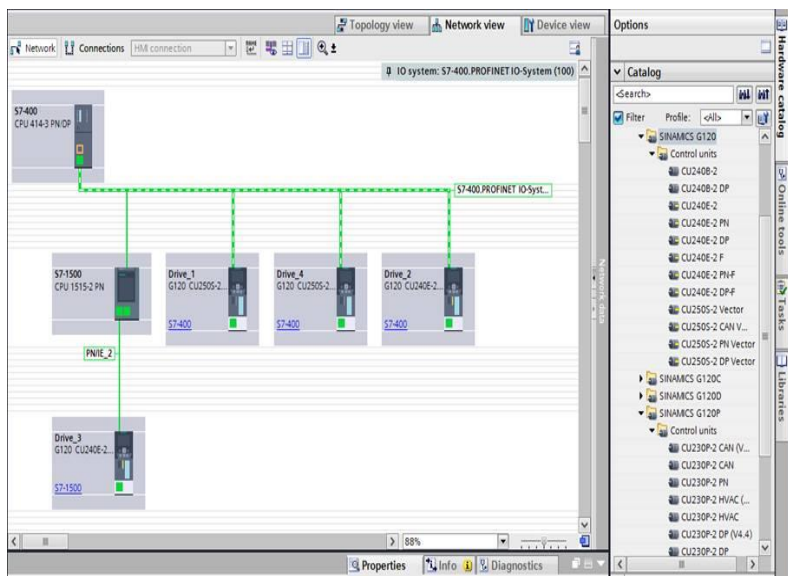 Topology view
Network view
Device view
Options
Network
Connections
HMI connection
IO system: S7-400.PROFINET IO-System (100)
Catalog
<Search>
Filter
Profile:
<All>
S7-400
CPU 414-3 PN/DP
S7-400.PROFINET IO-Syst...
S7-1500
CPU 1515-2 PN
Drive_1
G120 CU250S-2...
S7-400
Drive_4
G120 CU250S-2...
S7-400
Drive_2
G120 CU240E-2...
S7-400
PN/IE_2
Drive_3
G120 CU240E-2...
S7-1500
SINAMICS G120
Control units
CU240B-2
CU240B-2 DP
CU240E-2
CU240E-2 PN
CU240E-2 DP
CU240E-2 F
CU240E-2 PN-F
CU240E-2 DP-F
CU250S-2 Vector
CU250S-2 CAN V...
CU250S-2 PN Vector
CU250S-2 DP Vector
SINAMICS G120C
SINAMICS G120D
SINAMICS G120P
Control units
CU230P-2 CAN (V...
CU230P-2 CAN
CU230P-2 PN
CU230P-2 HVAC (...
CU230P-2 HVAC
CU230P-2 DP (V4.4)
CU230P-2 DP
Network data
Hardware catalog
Online tools
Tasks
Libraries
88%
Properties
Info
Diagnostics